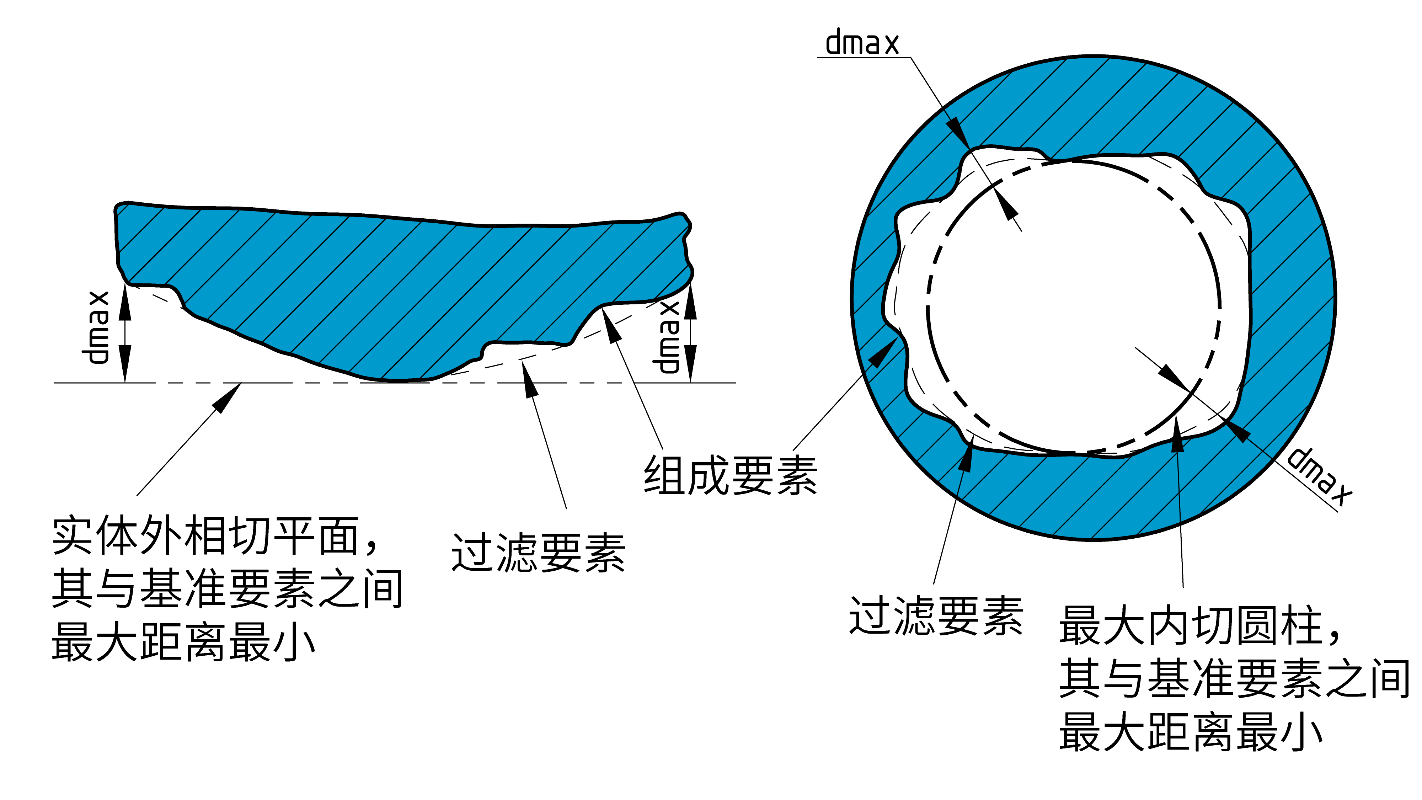 dmax
dmax
dmax
组成要素
实体外相切平面，
其与基准要素之间
最大距离最小
过滤要素
dmax
过滤要素
最大内切圆柱，
其与基准要素之间
最大距离最小